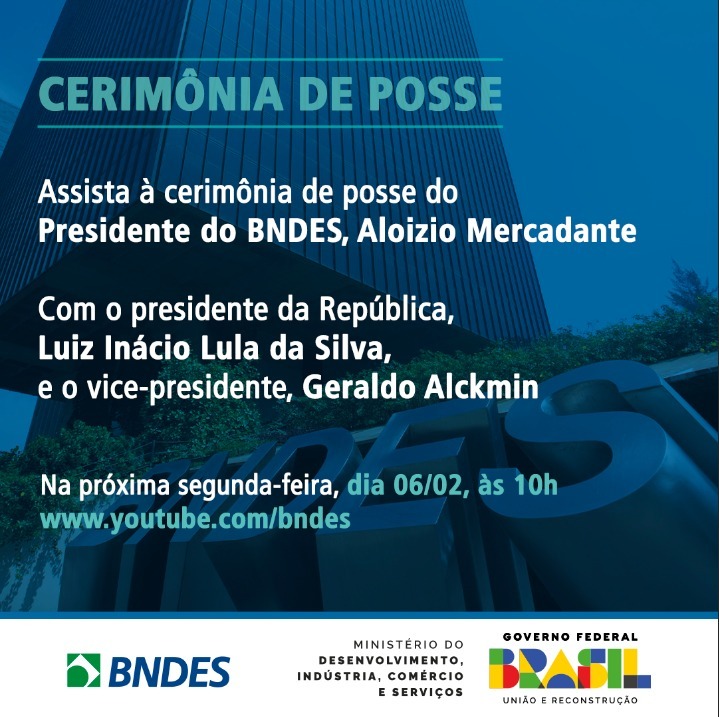 CERIMÔNIA DE POSSE
Assista à cerimônia de posse do
Presidente do BNDES, Aloizio Mercadante
Com o presidente da República,
Luiz Inácio Lula da Silva,
e o vice-presidente, Geraldo Alckmin
BNDES
Na próxima segunda-feira, dia 06/02, às 10h
www.youtube.com/bndes
BNDES
MINISTÉRIO DO
DESENVOLVIMENTO,
INDÚSTRIA, COMÉRCIO
E SERVIÇOS
GOVERNO FEDERAL
BRASIL
UNIÃO E RECONSTRUÇÃO